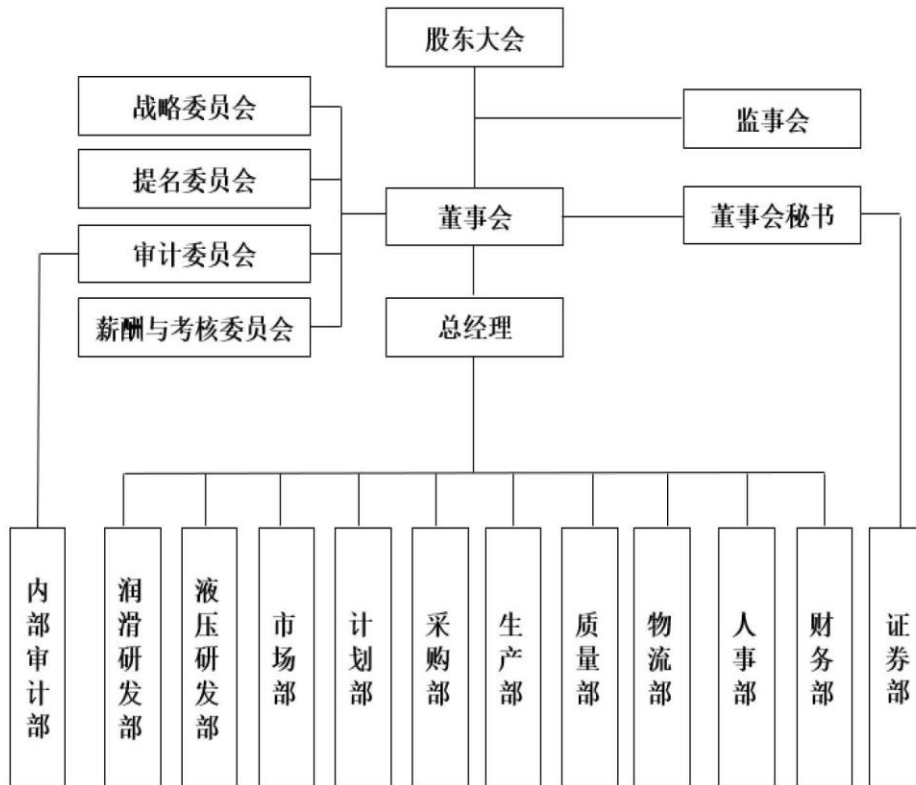 股东大会
战略委员会
监事会
提名委员会
董事会
董事会秘书
审计委员会
薪酬与考核委员会
总经理
内部审计部
润滑研发部
液压研发部
市场部
计划部
采购部
生产部
质量部
物流部
人事部
财务部
证券部